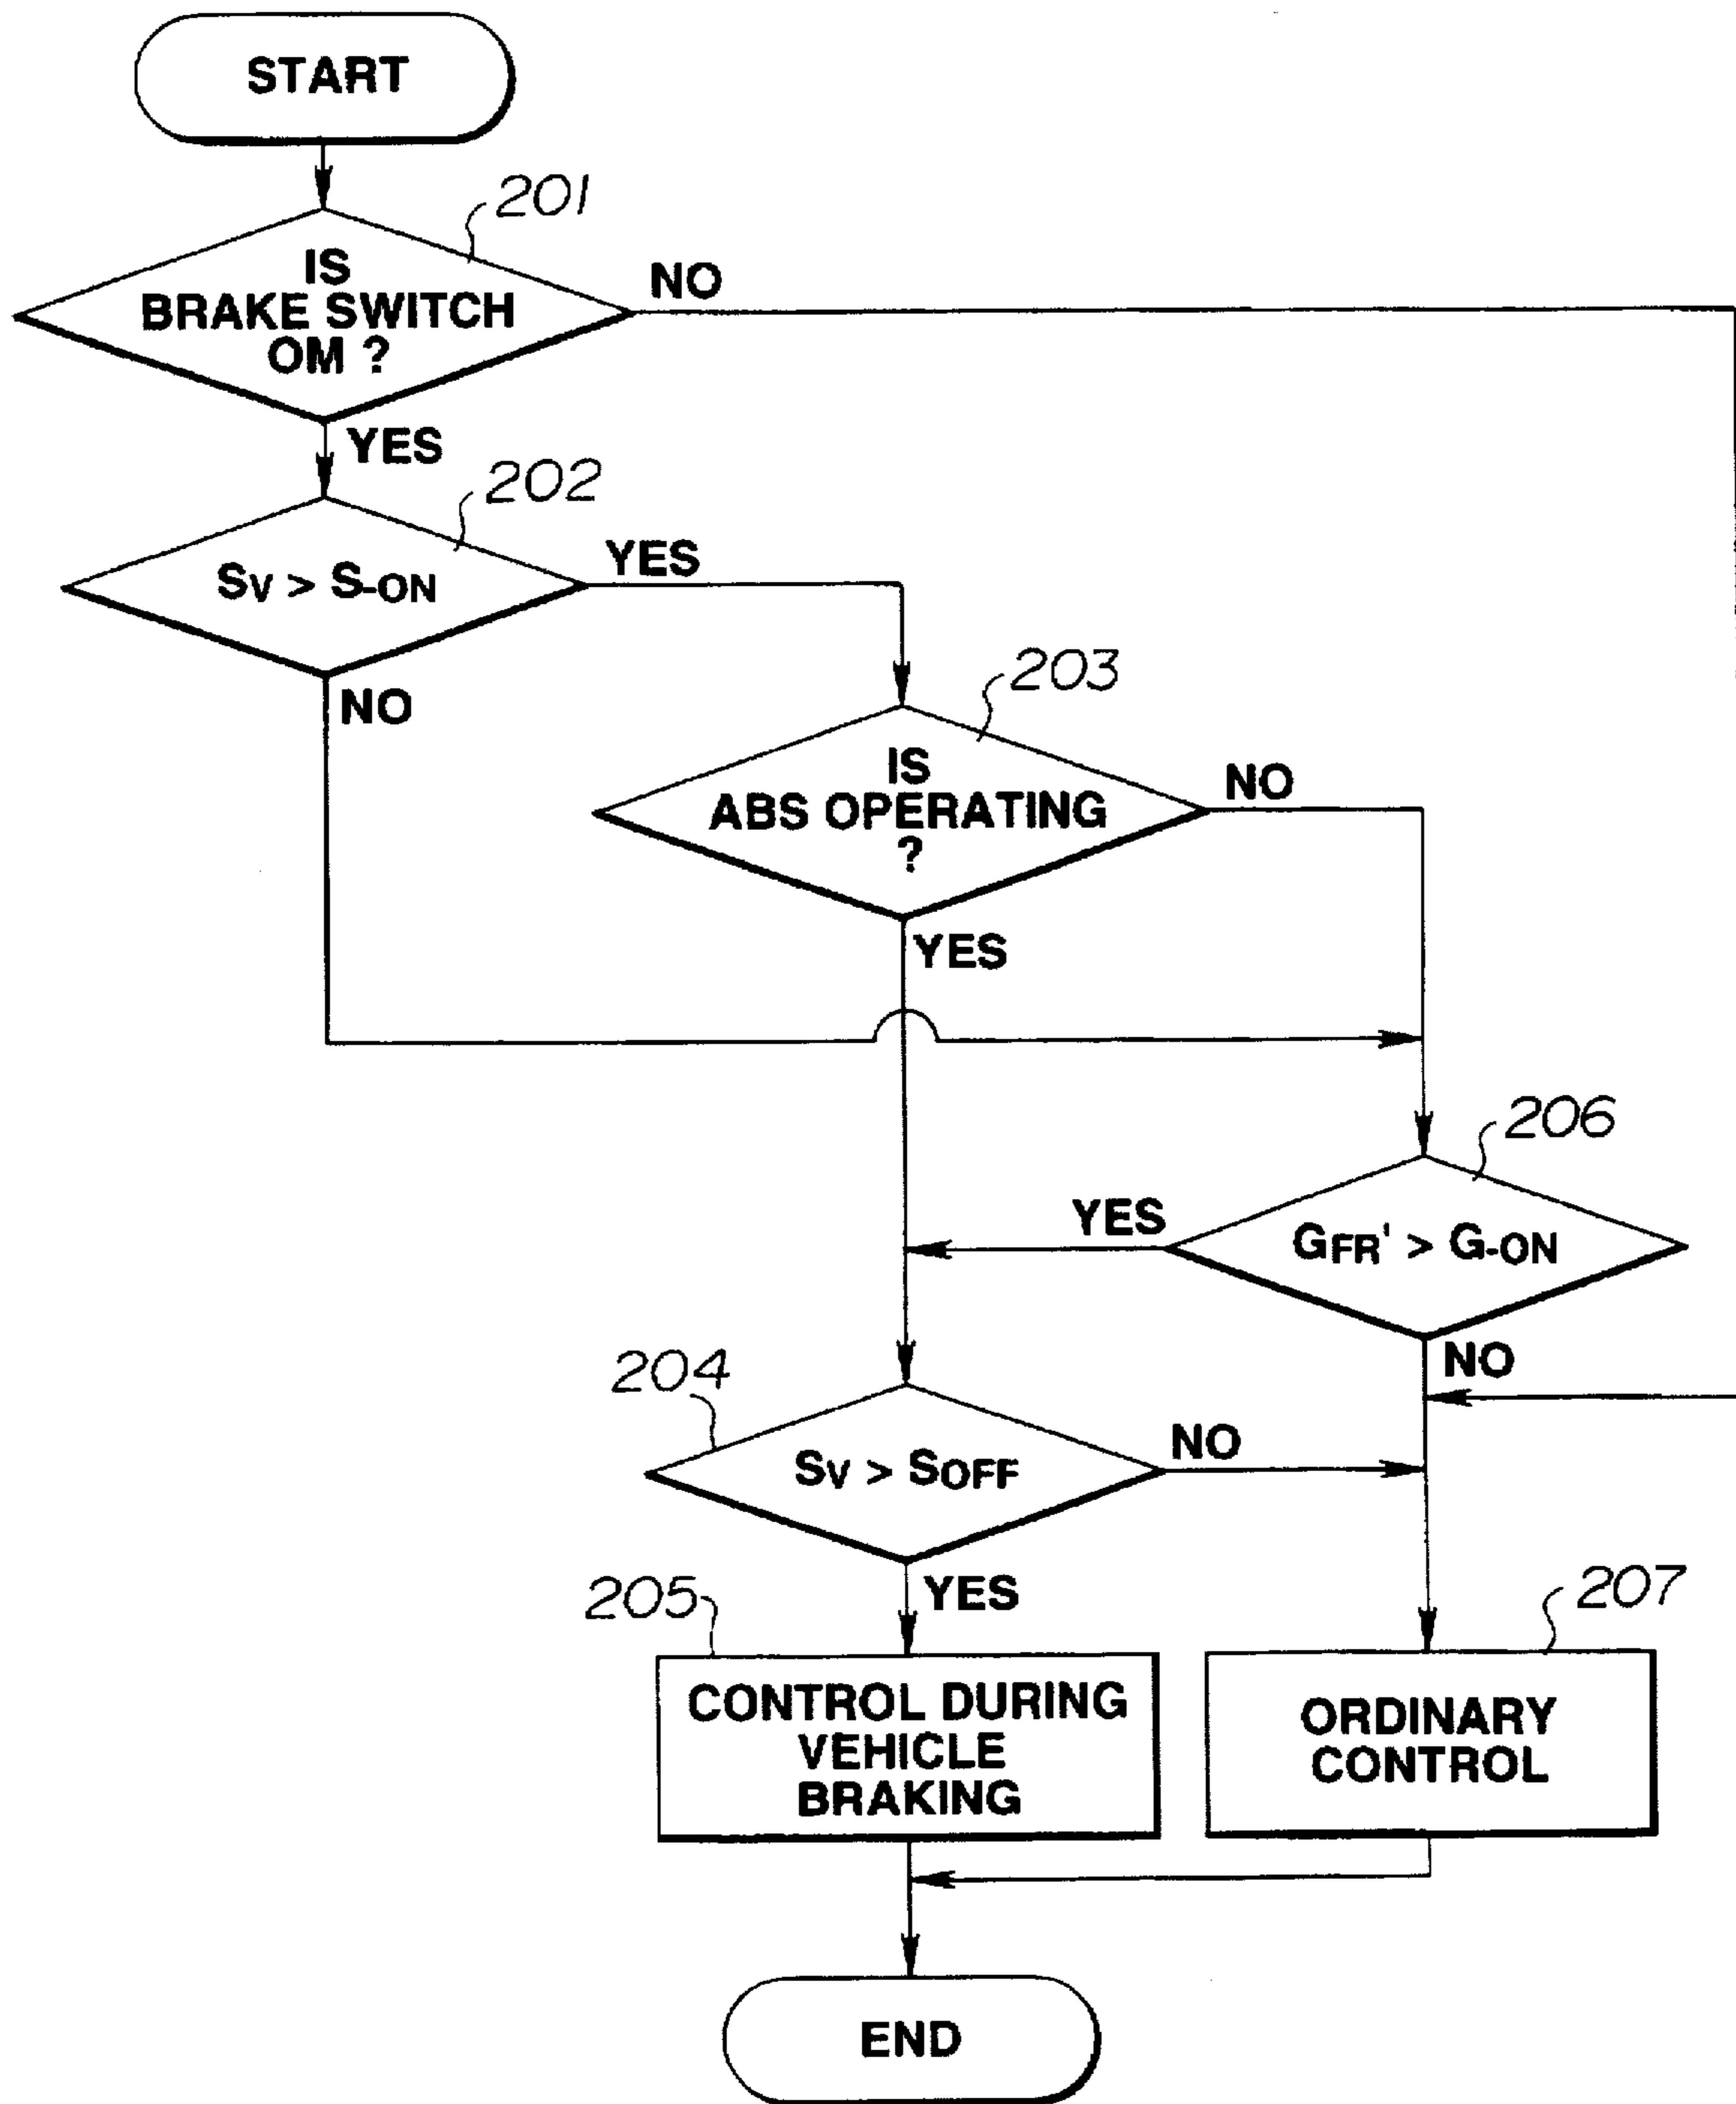 START
201
IS
BRAKE SWITCH
OM ?
NO
YES
202
SV > S-ON
YES
NO
203
IS
ABS OPERATING
?
NO
YES
206
GFR' > G-ON
YES
NO
204
SV > SOFF
NO
YES
205
CONTROL DURING
VEHICLE
BRAKING
207
ORDINARY
CONTROL
END